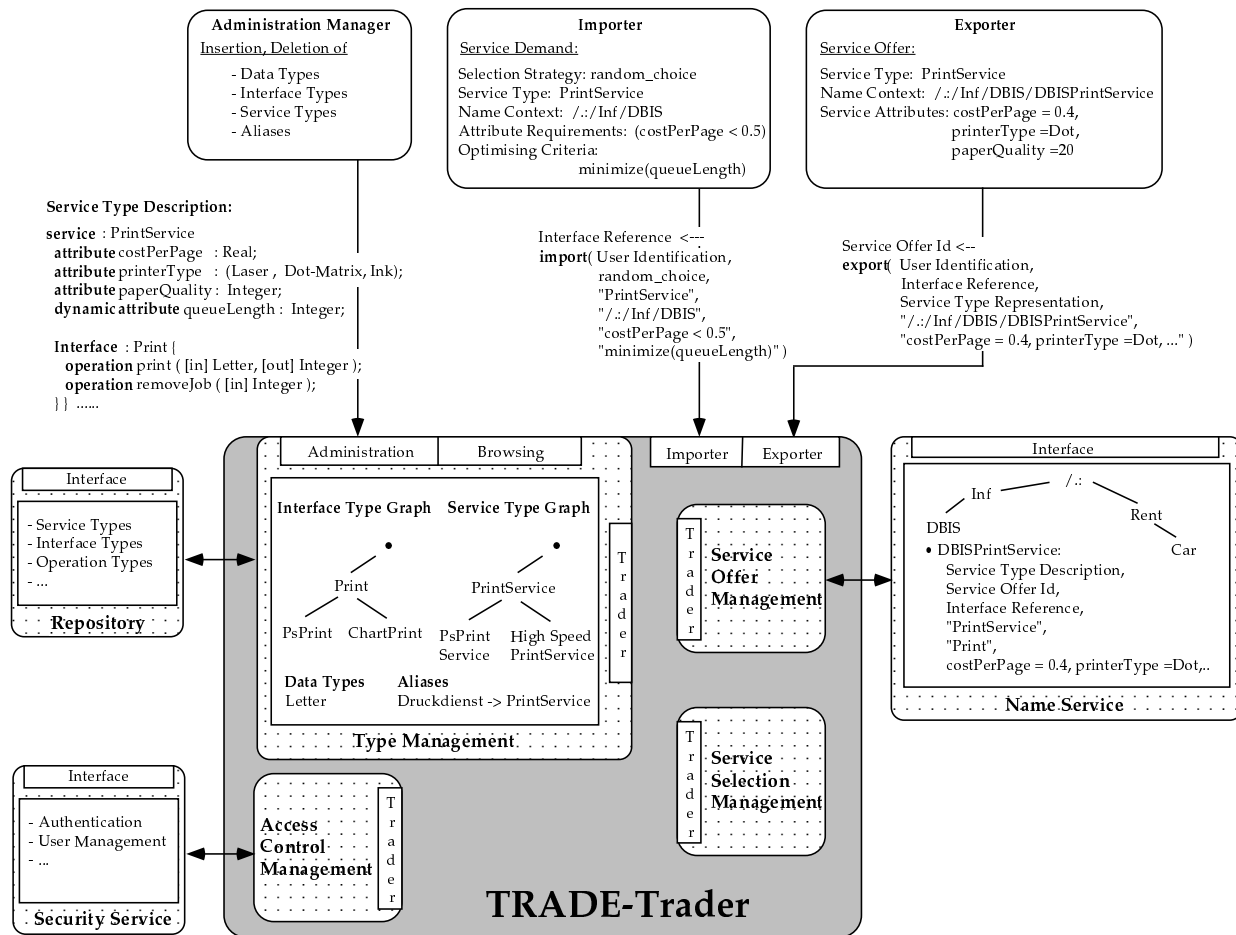 Administration Manager
Insertion, Deletion of
- Data Types
- Interface Types
- Service Types
- Aliases
Importer
Service Demand:
Selection Strategy: random_choice
Service Type: PrintService
Name Context: /.:/Inf/DBIS
Attribute Requirements: (costPerPage < 0.5)
Optimising Criteria:
minimize(queueLength)
Exporter
Service Offer:
Service Type: PrintService
Name Context: /.:/Inf/DBIS/DBISPrintService
Service Attributes: costPerPage = 0.4,
printerType =Dot,
paperQuality =20
Service Type Description:
service : PrintService
attribute costPerPage : Real;
attribute printerType : (Laser , Dot-Matrix, Ink);
attribute paperQuality : Integer;
dynamic attribute queueLength : Integer;
Interface : Print {
operation print ( [in] Letter, [out] Integer );
operation removeJob ( [in] Integer );
} } ......
Interface Reference <---
import( User Identification,
random_choice,
"PrintService",
"/.:/Inf/DBIS",
"costPerPage < 0.5",
"minimize(queueLength)" )
Service Offer Id <--
export( User Identification,
Interface Reference,
Service Type Representation,
"/.:/Inf/DBIS/DBISPrintService",
"costPerPage = 0.4, printerType =Dot, ..." )
Interface
- Service Types
- Interface Types
- Operation Types
- ...
Repository
Administration
Browsing
Interface Type Graph
Service Type Graph
Print
PsPrint
ChartPrint
PrintService
PsPrint
Service
High Speed
PrintService
Data Types
Letter
Aliases
Druckdienst -> PrintService
Trader
Type Management
Importer
Exporter
Trader
Service
Offer
Management
Trader
Service
Selection
Management
Interface
/.:
Inf
Rent
DBIS
Car
• DBISPrintService:
Service Type Description,
Service Offer Id,
Interface Reference,
"PrintService",
"Print",
costPerPage = 0.4, printerType =Dot,..
Name Service
Interface
- Authentication
- User Management
- ...
Security Service
Access
Control
Management
Trader
TRADE-Trader